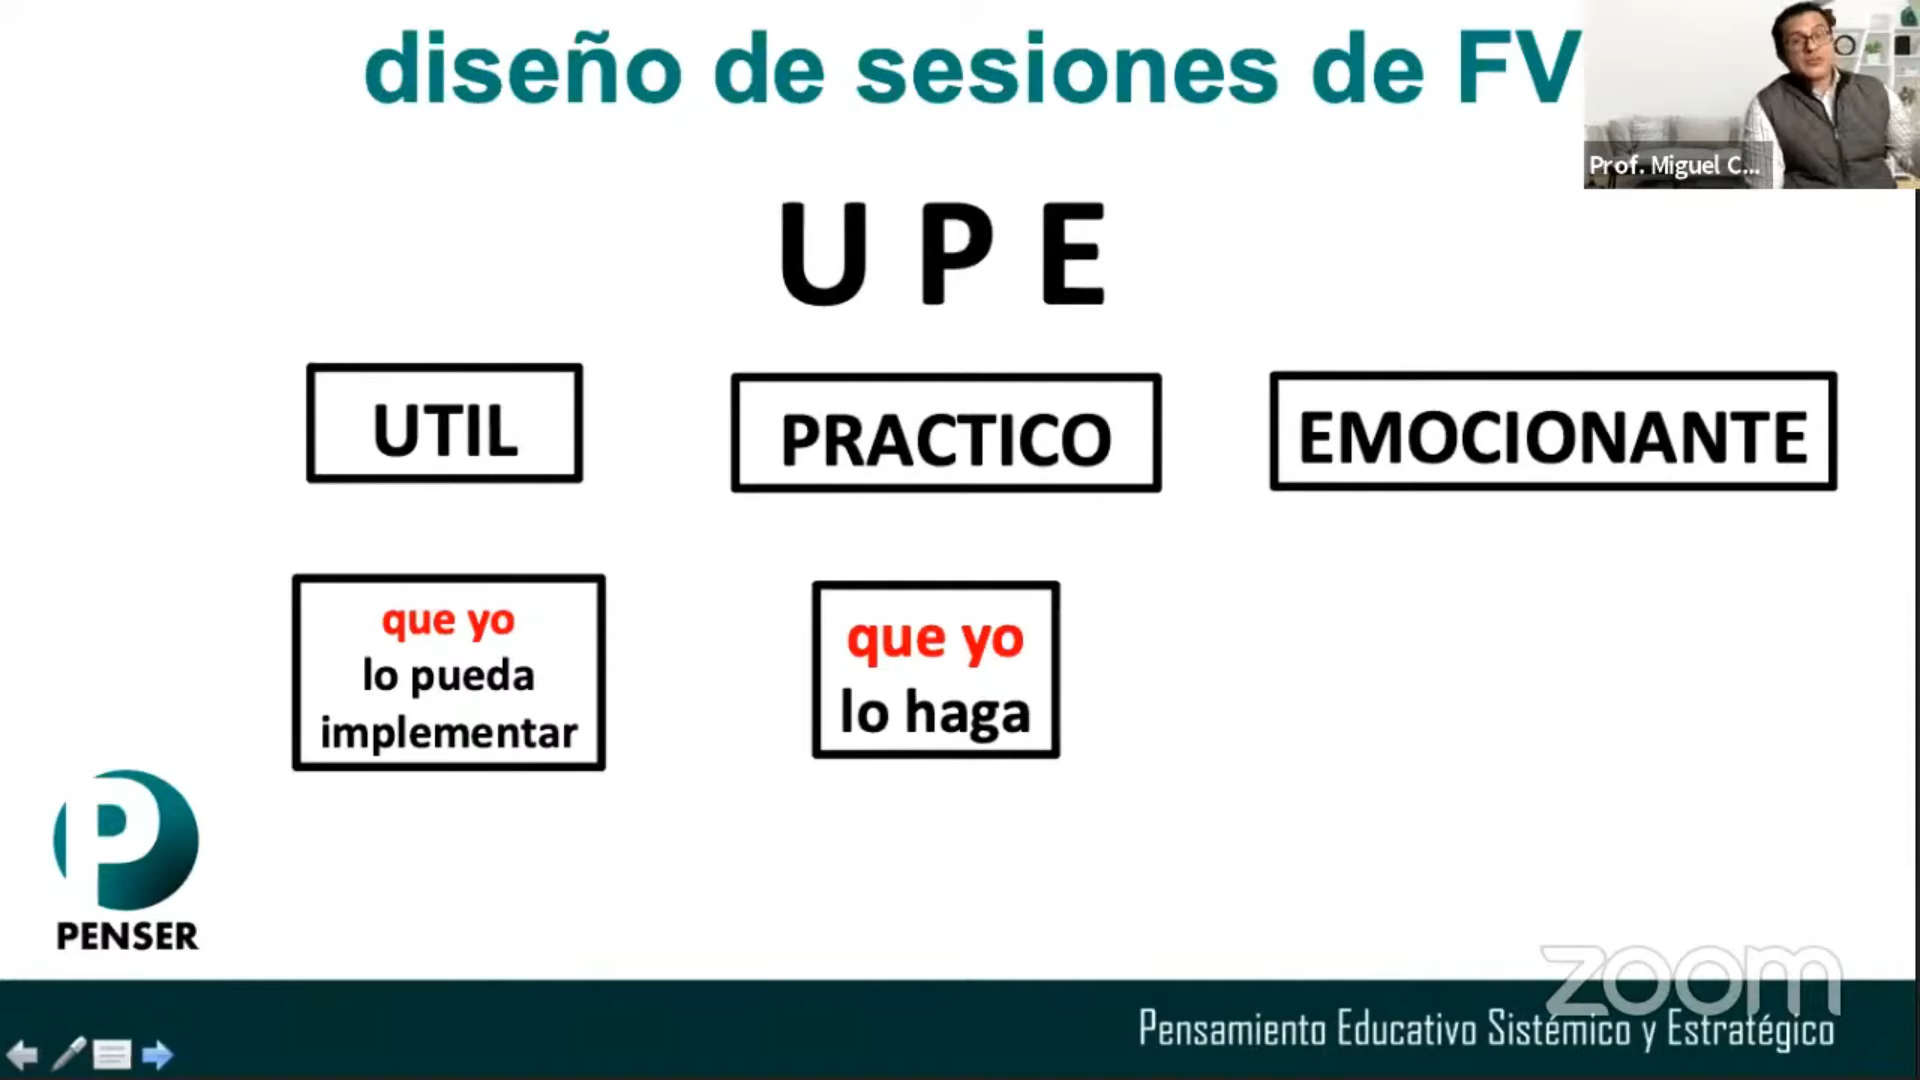 diseño de sesiones de FV
Prof. Miguel C...
U P E
UTIL
PRACTICO
EMOCIONANTE
que yo
lo pueda
implementar
que yo
lo haga
P
PENSER
zoom
Pensamiento Educativo Sistémico y Estratégico